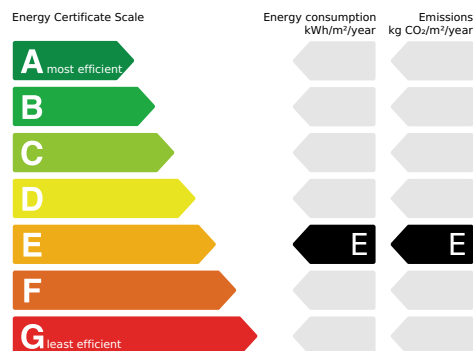 Energy Certificate Scale
Energy consumption
kWh/m²/year
Emissions
kg CO₂/m²/year
A most efficient
B
C
D
E
E
E
F
G least efficient